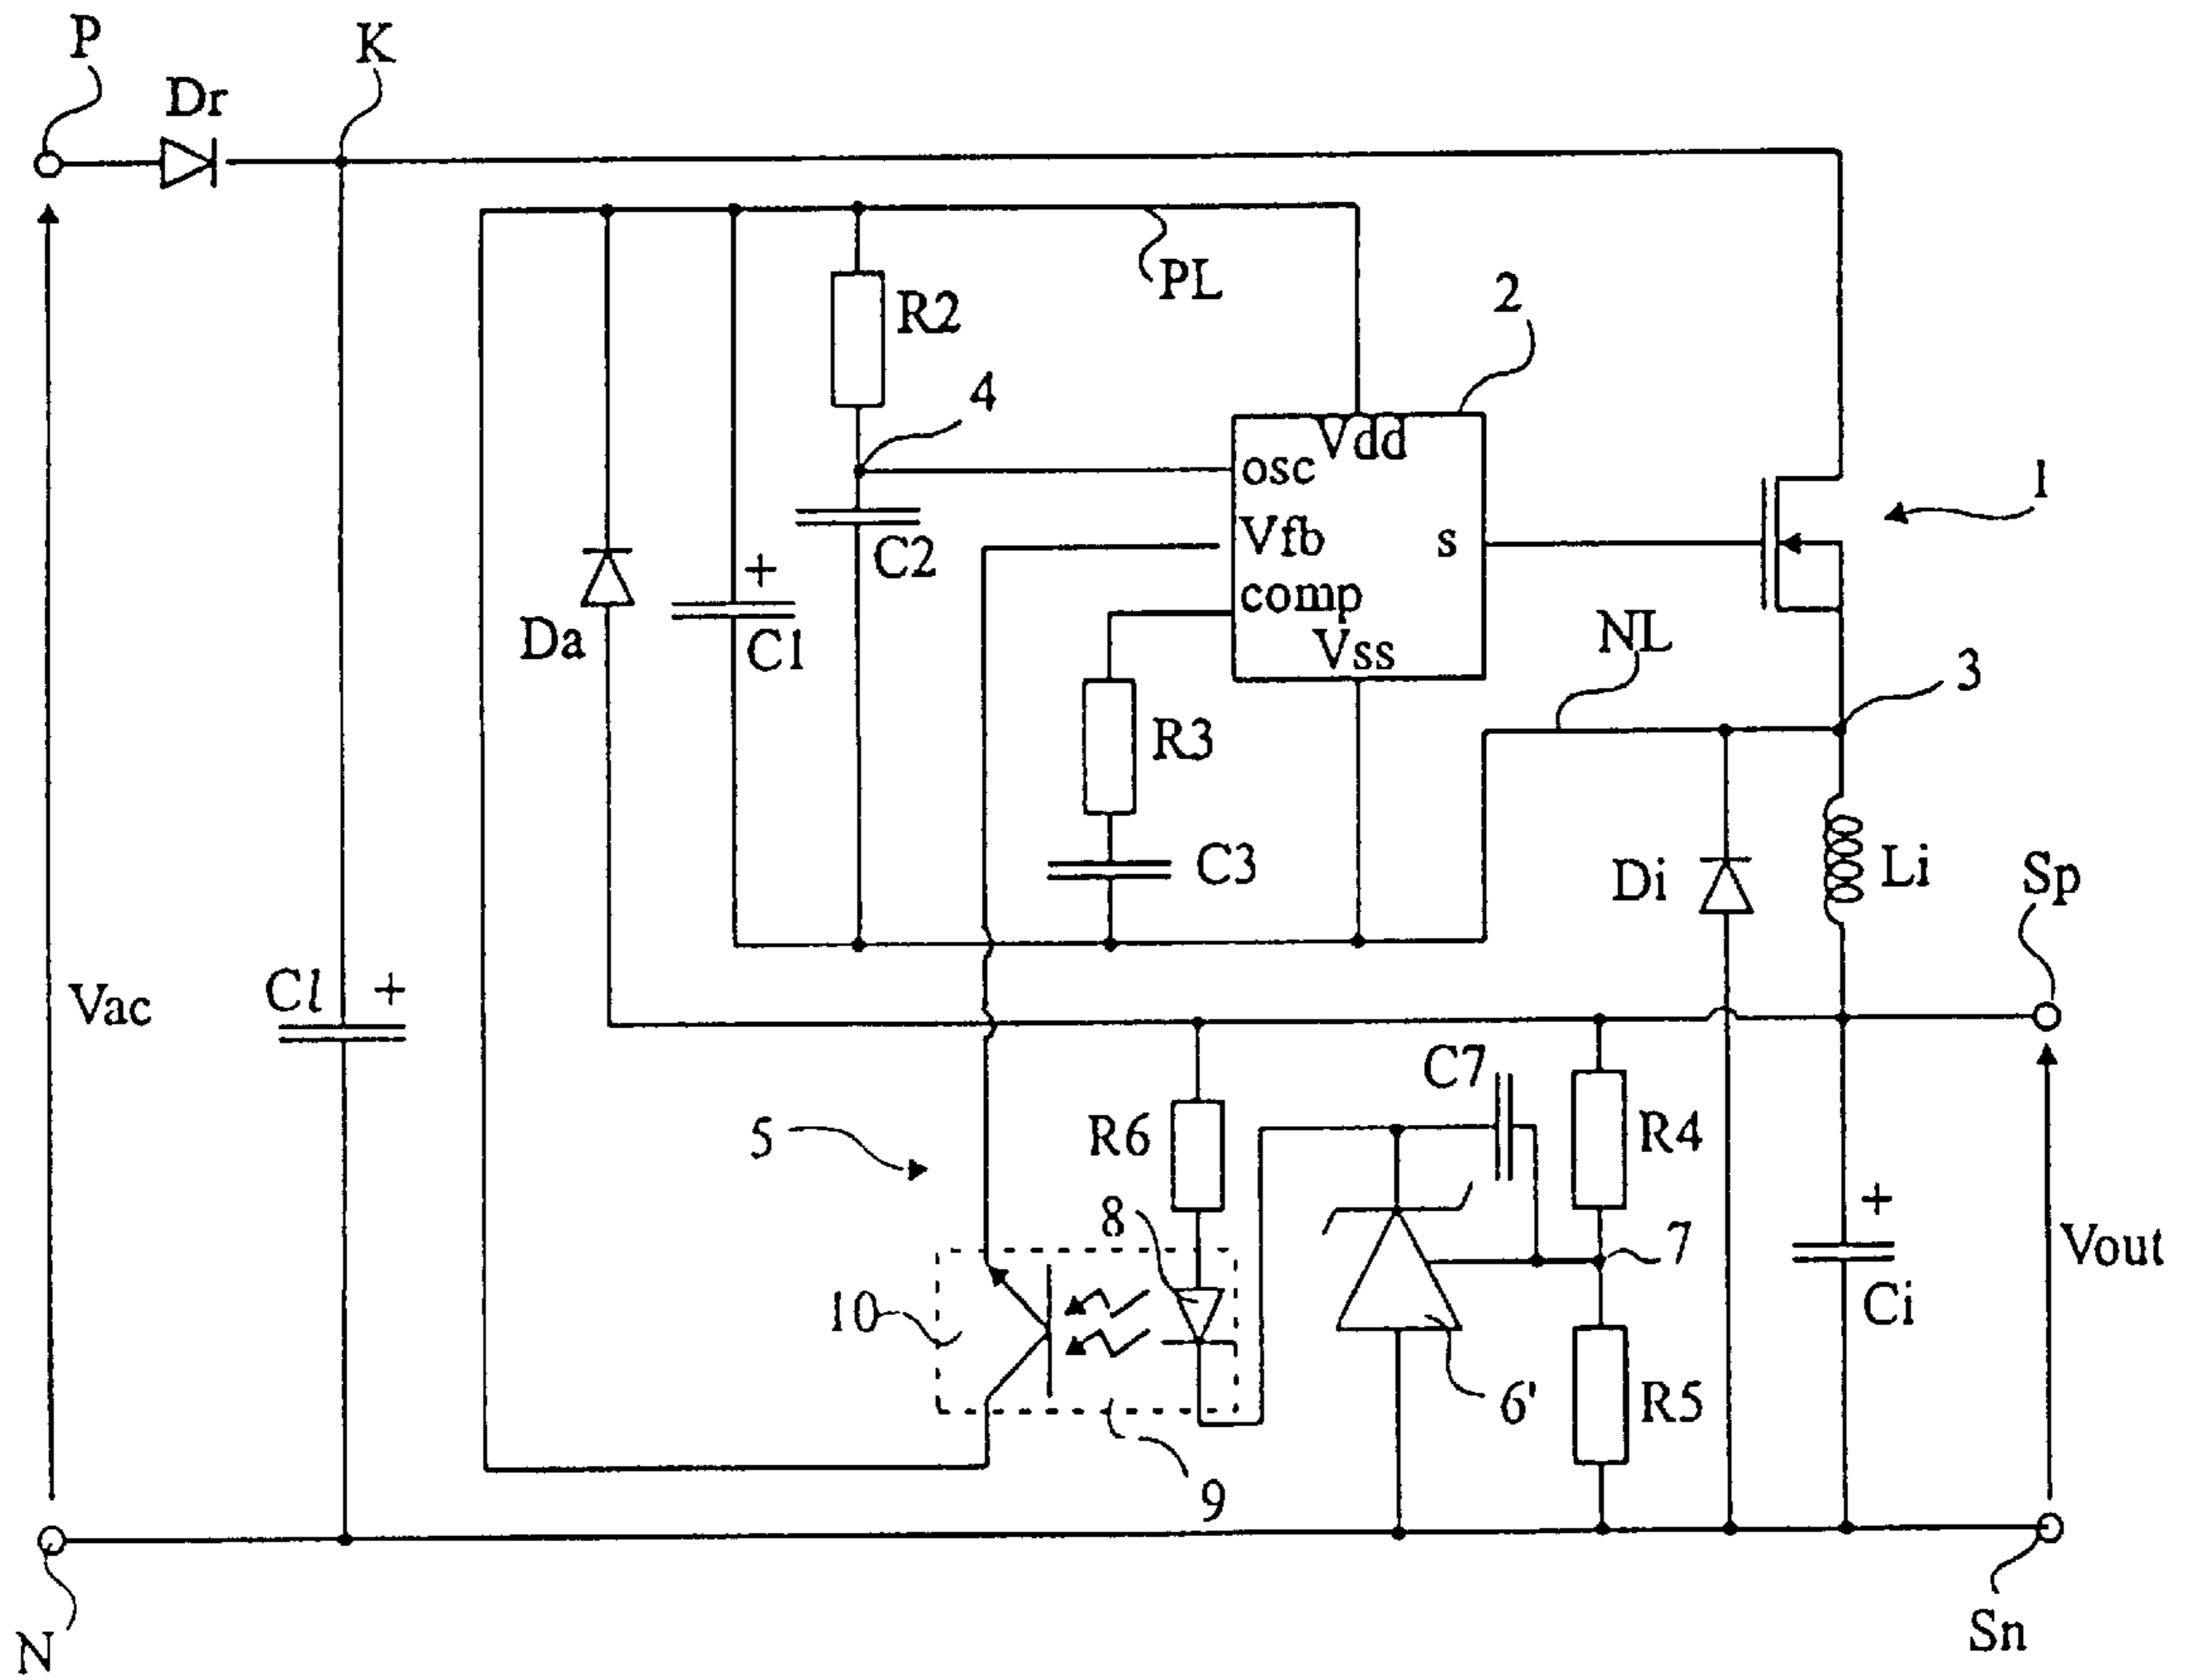 P
K
Dr
PL
R2
2
4
Vdd
osc
1
Vfb
s
C2
+
comp
Da
C1
Vss
NL
3
R3
C3
Di
Li
Sp
Cl
+
Vac
C7
5
R6
R4
8
+
7
Vout
10
Ci
6'
R5
9
N
Sn